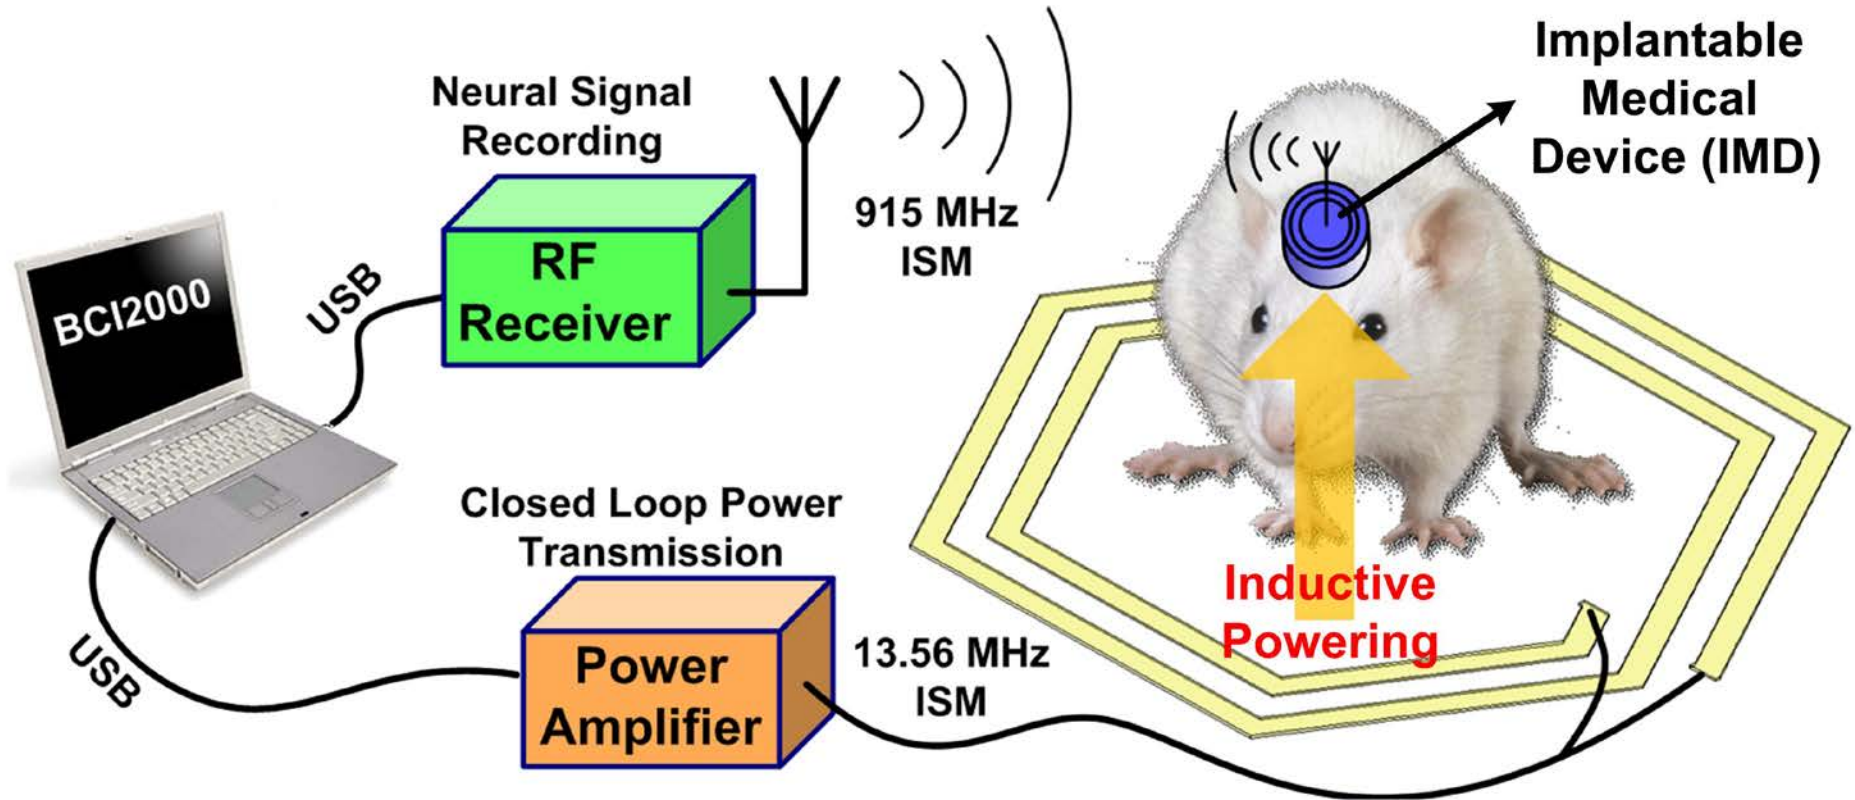 Implantable
Medical
Device (IMD)
Neural Signal
Recording
RF
Receiver
915 MHz
ISM
USB
BCI2000
Closed Loop Power
Transmission
Power
Amplifier
13.56 MHz
ISM
USB
Inductive
Powering